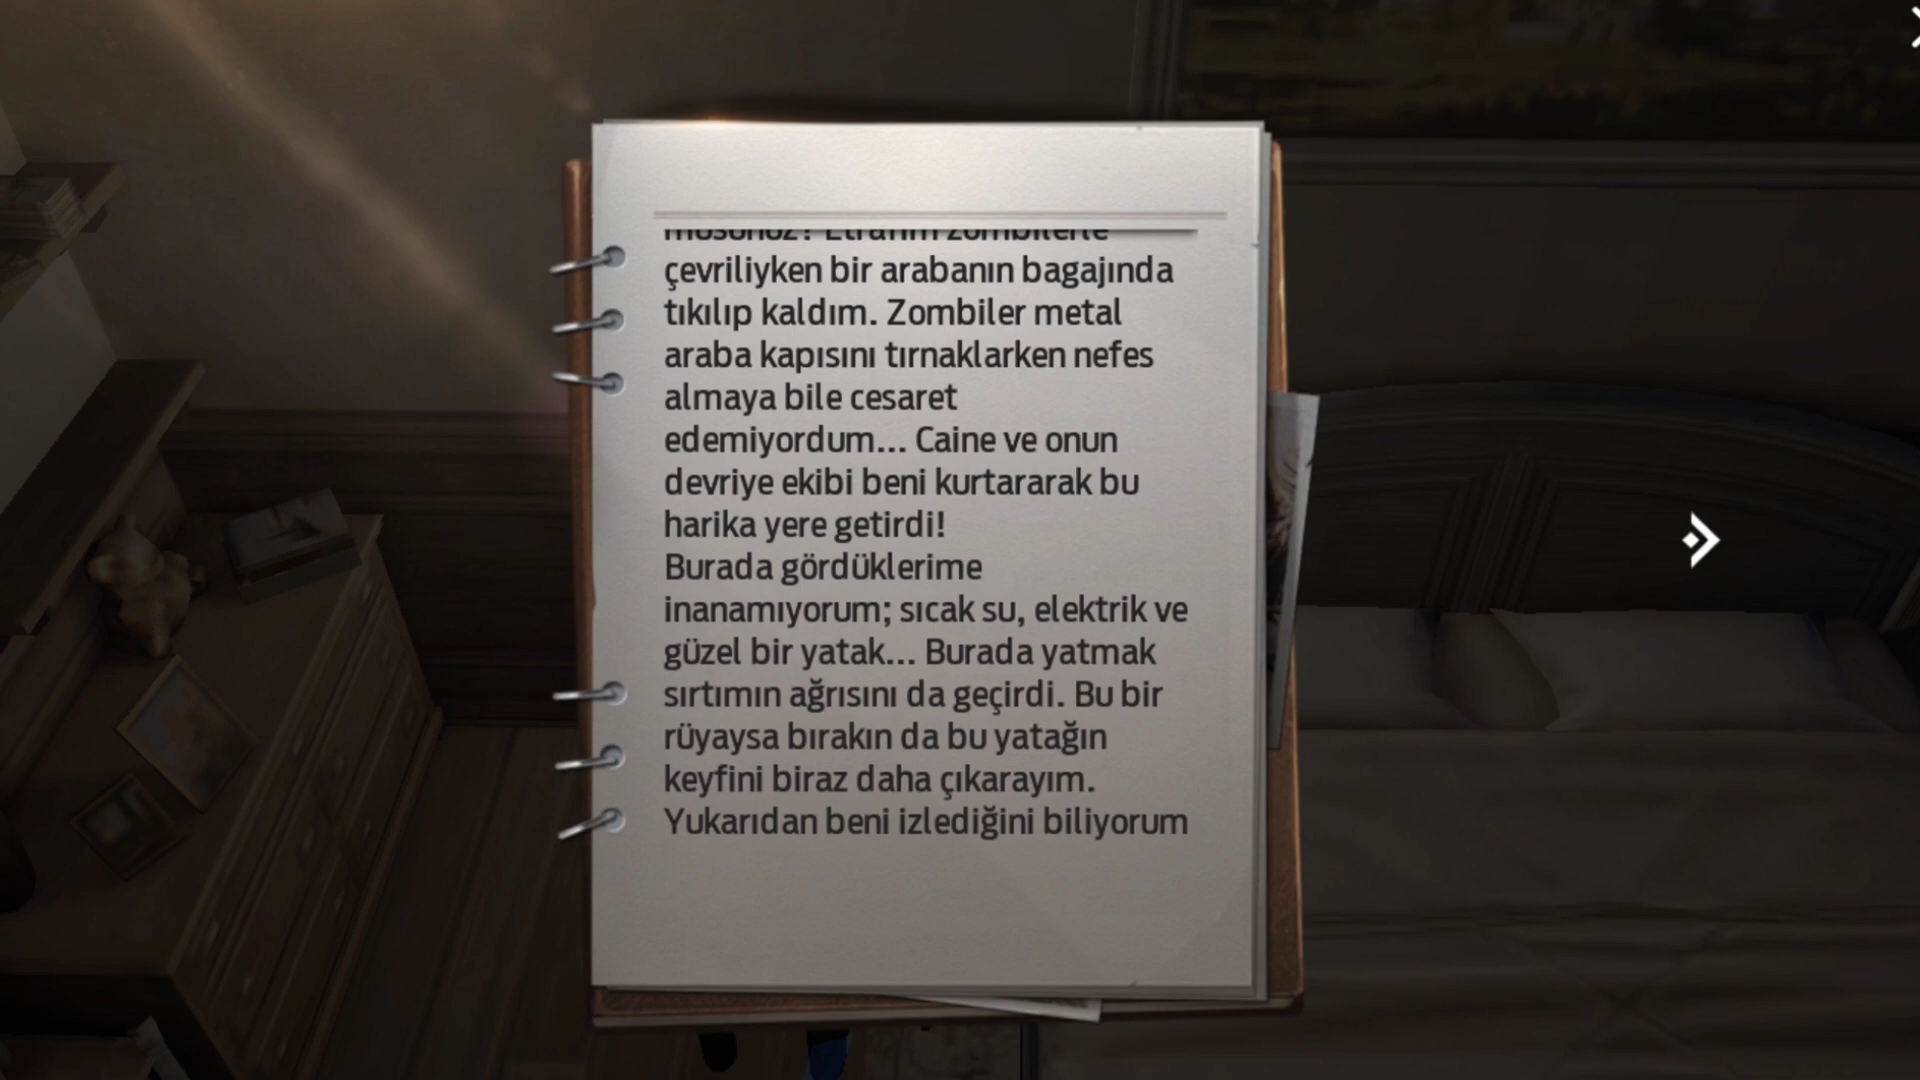 Etrafım zombilerle
çevriliyken bir arabanın bagajında
tıkılıp kaldım. Zombiler metal
araba kapısını tırnaklarken nefes
almaya bile cesaret
edemiyordum... Caine ve onun
devriye ekibi beni kurtararak bu
harika yere getirdi!
Burada gördüklerime
inanamıyorum; sıcak su, elektrik ve
güzel bir yatak... Burada yatmak
sırtımın ağrısını da geçirdi. Bu bir
rüyaysa bırakın da bu yatağın
keyfini biraz daha çıkarayım.
Yukarıdan beni izlediğini biliyorum